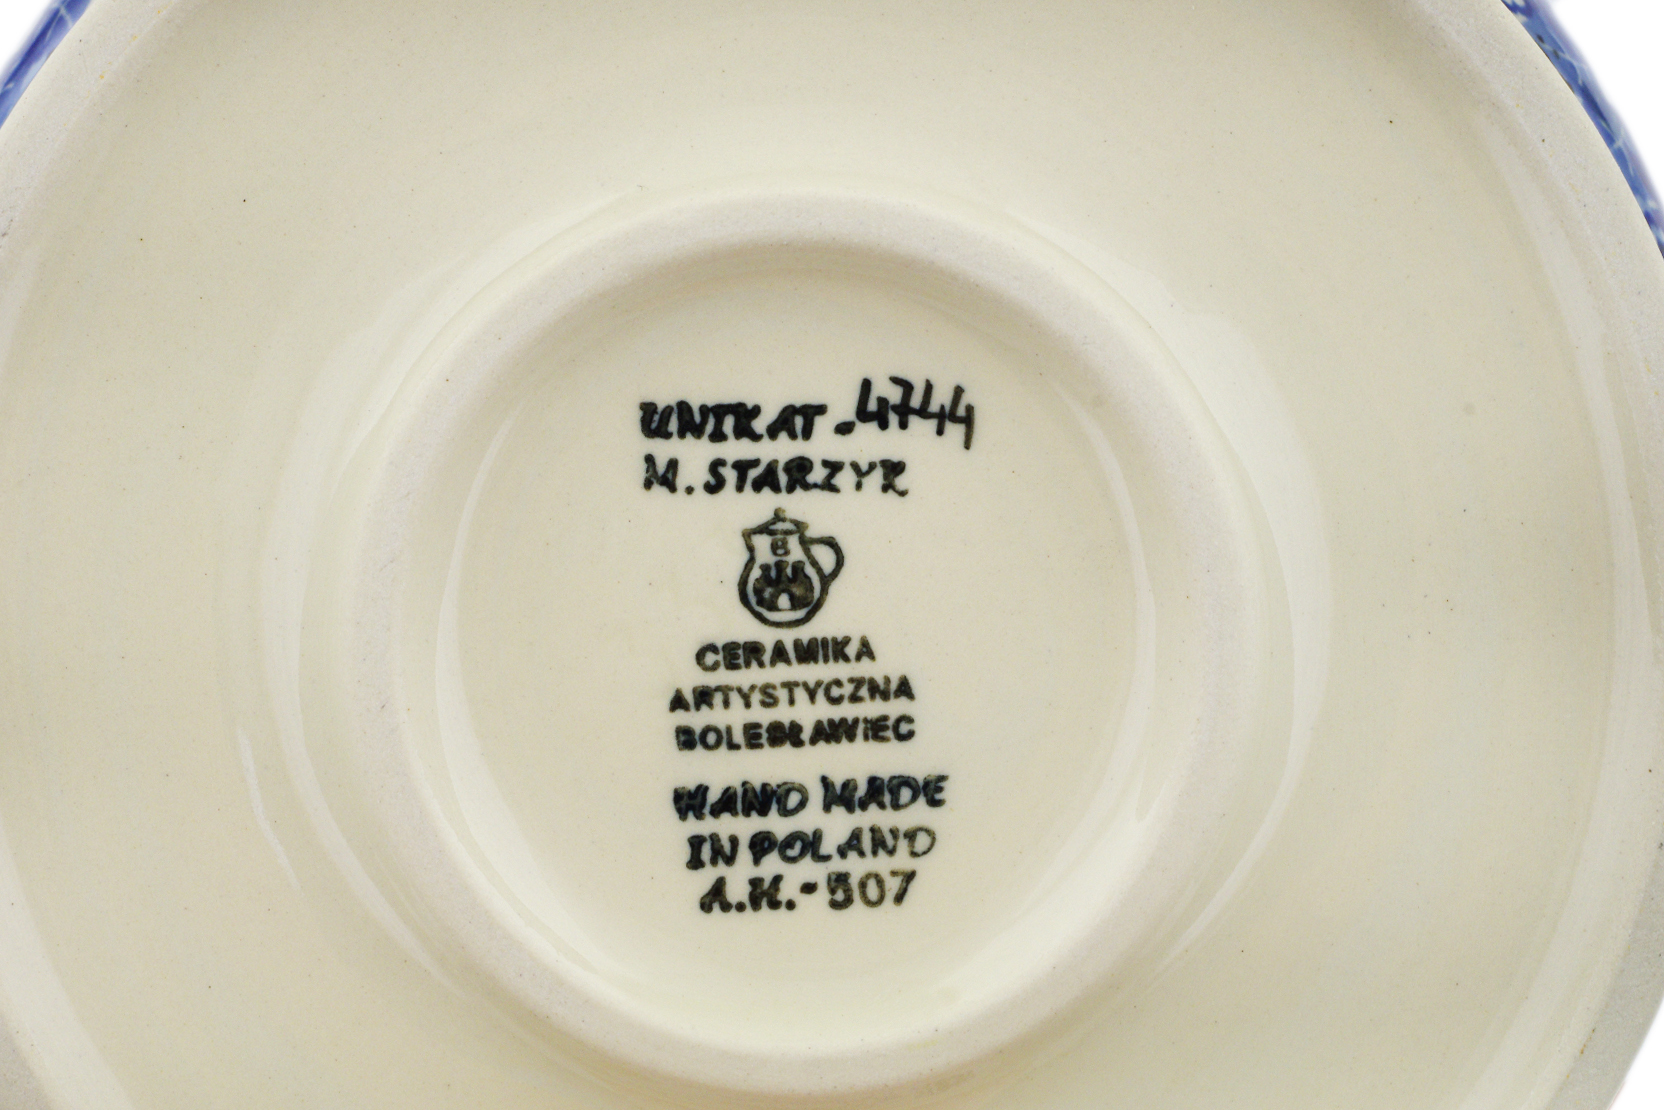 UNIKAT-4744
M. STARZYK
B
CERAMIKA
ARTYSTYCZNA
BOLESŁAWIEC
HAND MADE
IN POLAND
A.H.-507